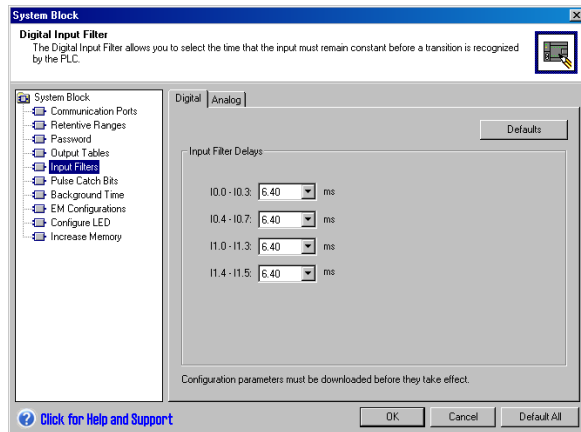 System Block
Digital Input Filter
The Digital Input Filter allows you to select the time that the input must remain constant before a transition is recognized
by the PLC.
System Block
Communication Ports
Retentive Ranges
Password
Output Tables
Input Filters
Pulse Catch Bits
Background Time
EM Configurations
Configure LED
Increase Memory
Digital
Analog
Defaults
Input Filter Delays
I0.0 - I0.3: 6.40 ms
I0.4 - I0.7: 6.40 ms
I1.0 - I1.3: 6.40 ms
I1.4 - I1.5: 6.40 ms
Configuration parameters must be downloaded before they take effect.
Click for Help and Support
OK
Cancel
Default All